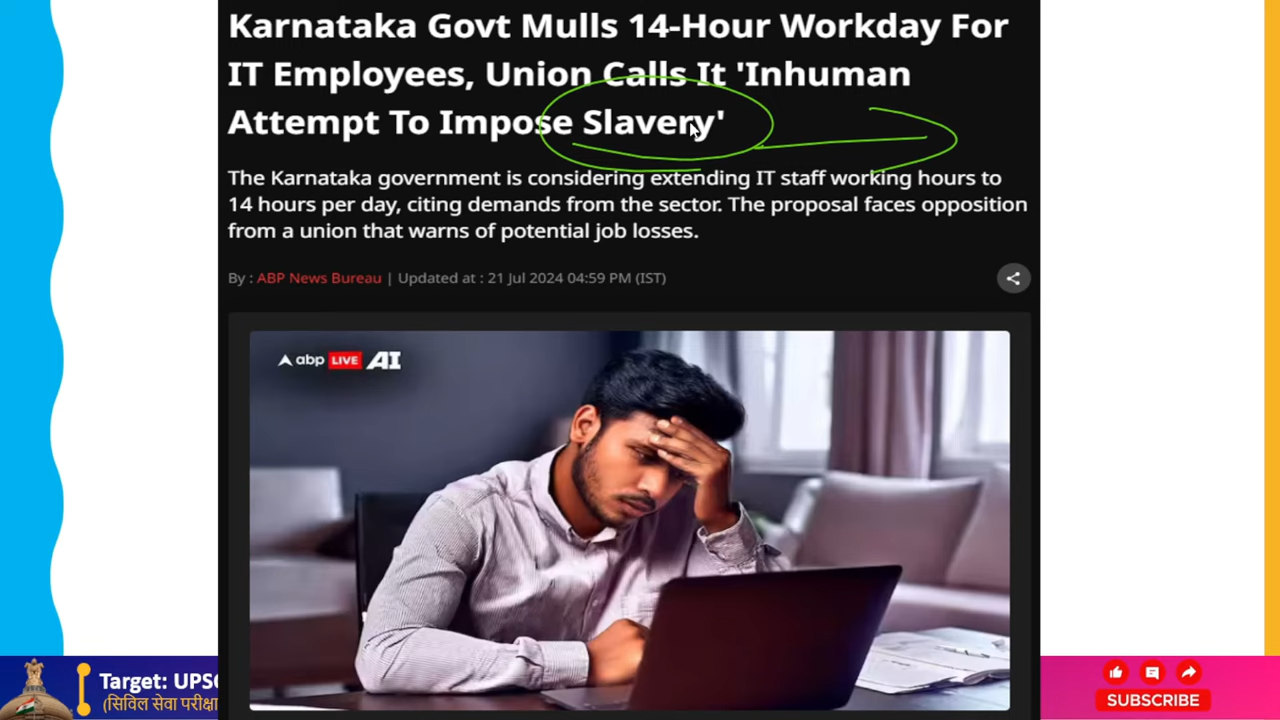 Karnataka Govt Mulls 14-Hour Workday For
IT Employees, Union Calls It 'Inhuman
Attempt To Impose Slavery'
The Karnataka government is considering extending IT staff working hours to
14 hours per day, citing demands from the sector. The proposal faces opposition
from a union that warns of potential job losses.
By : ABP News Bureau | Updated at : 21 Jul 2024 04:59 PM (IST)
abp LIVE AI
Target: UPSC
(सिविल सेवा परीक्षा
SUBSCRIBE